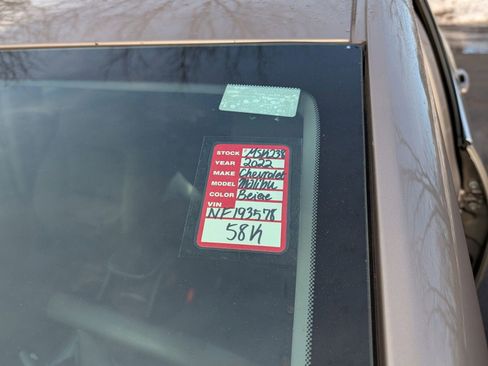 STOCK
YEAR 2022
MAKE Chevrolet
MODEL Malibu
COLOR Beige
VIN
NF193578
58K